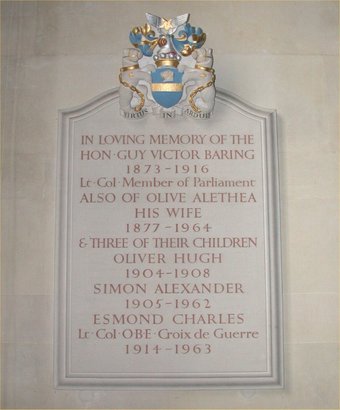 VIRTUS IN ARDUIS
IN LOVING MEMORY OF THE
HON·GUY VICTOR BARING
1873-1916
Lt·Col·Member of Parliament
ALSO OF OLIVE ALETHEA
HIS WIFE
1877-1964
& THREE OF THEIR CHILDREN
OLIVER HUGH
1904-1908
SIMON ALEXANDER
1905-1962
ESMOND CHARLES
Lt·Col·OBE·Croix de Guerre
1914-1963